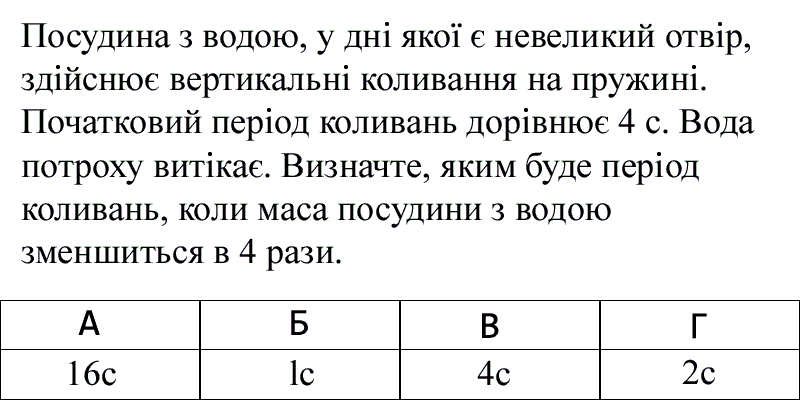 Посудина з водою, у дні якої є невеликий отвір,
здійснює вертикальні коливання на пружині.
Початковий період коливань дорівнює 4 с. Вода
потроху витікає. Визначте, яким буде період
коливань, коли маса посудини з водою
зменшиться в 4 рази.
А Б В Г
16с 1с 4с 2с